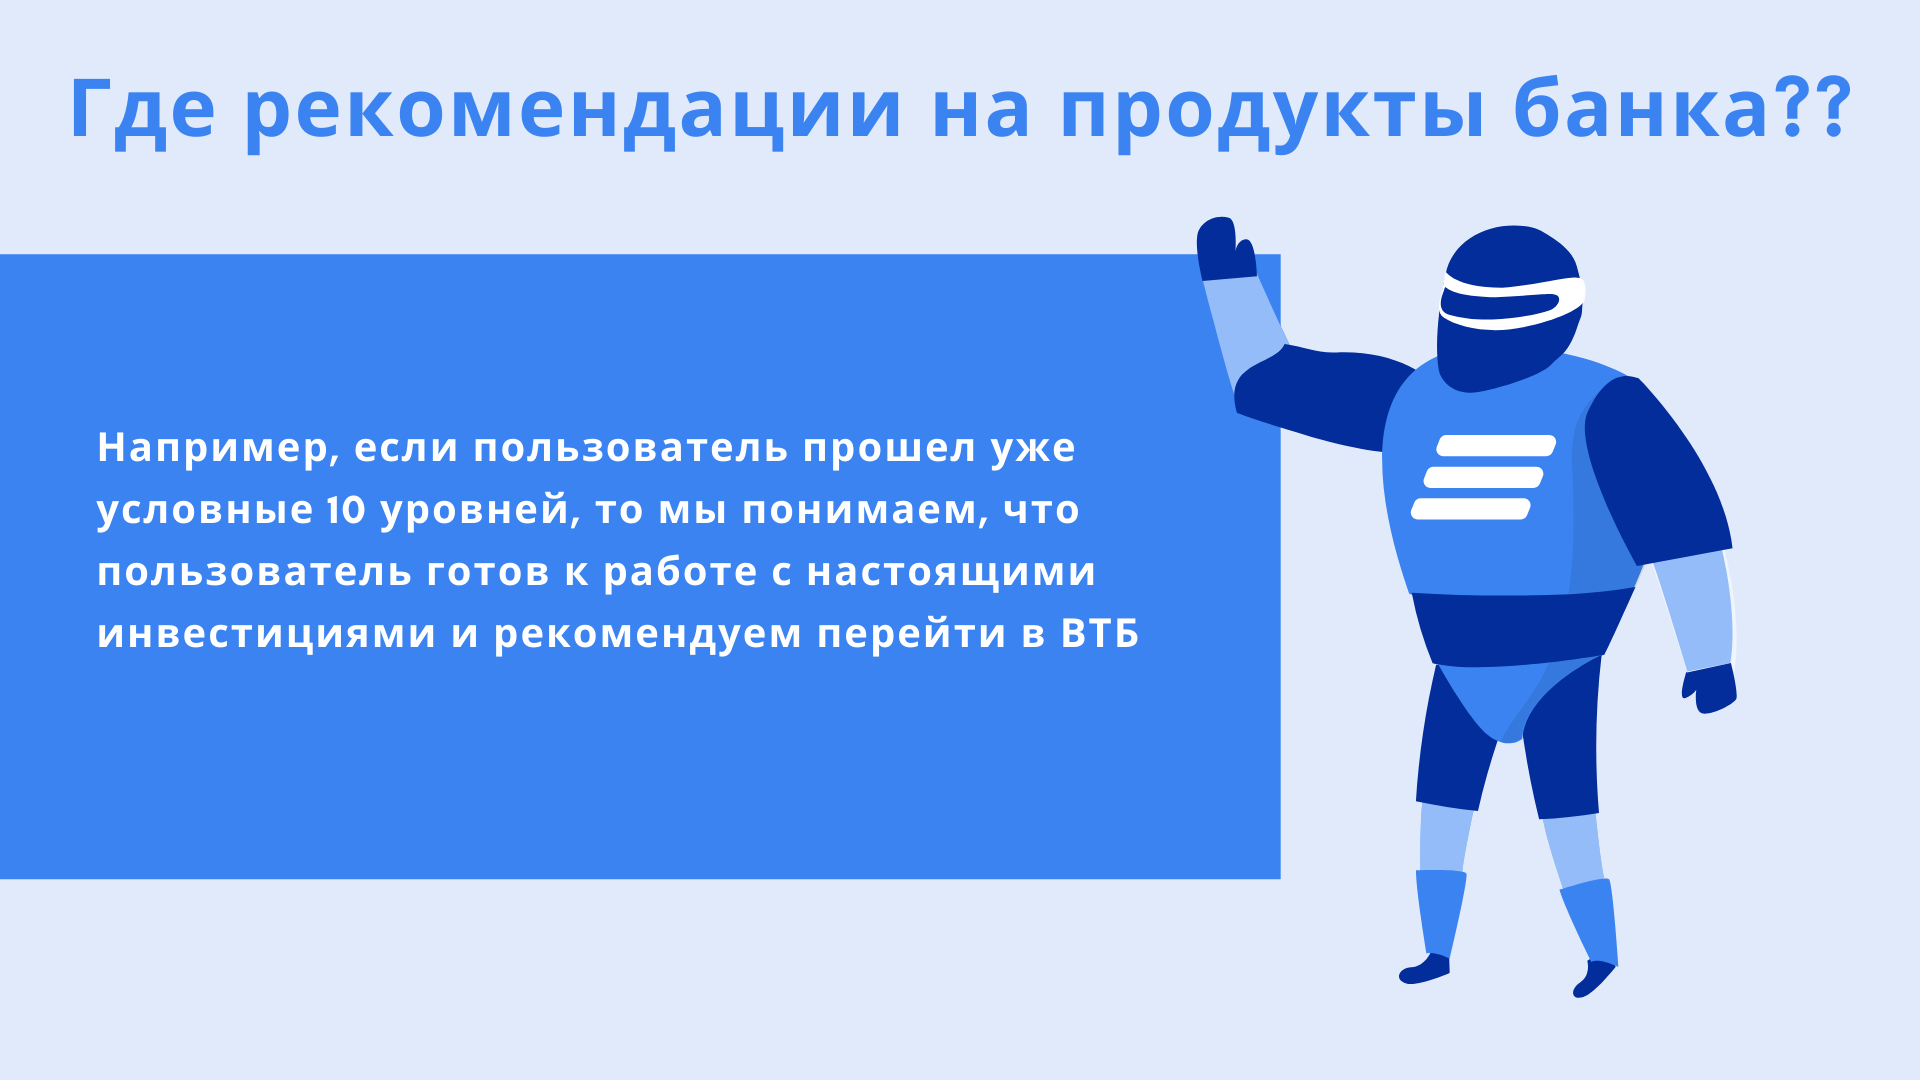 Где рекомендации на продукты банка??
Например, если пользователь прошел уже
условные 10 уровней, то мы понимаем, что
пользователь готов к работе с настоящими
инвестициями и рекомендуем перейти в ВТБ